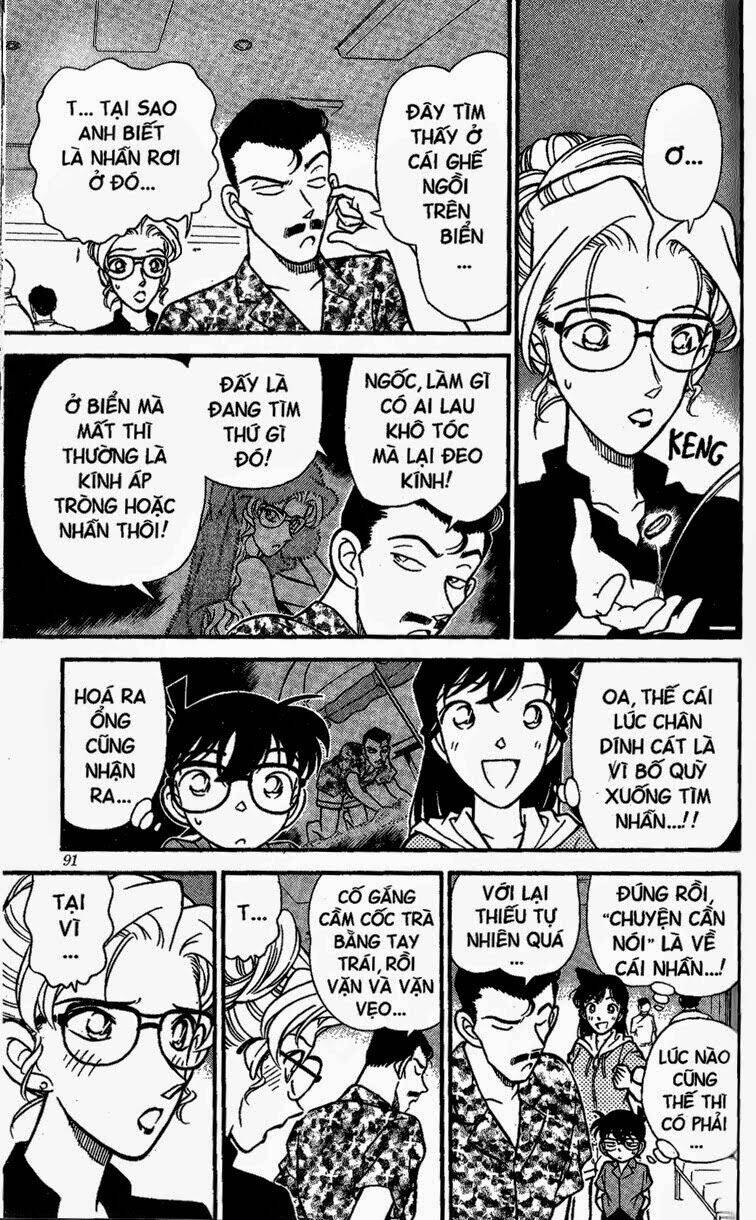 Ơ...
KENG
ĐÂY TÌM
THẤY Ở
CÁI GHẾ
NGỒI
TRÊN
BIỂN
...
T... TẠI SAO
ANH BIẾT
LÀ NHẪN RƠI
Ở ĐÓ...
NGỐC, LÀM GÌ
CÓ AI LAU
KHÔ TÓC
MÀ LẠI ĐEO
KÍNH!
ĐẤY LÀ
ĐANG TÌM
THỨ GÌ
ĐÓ!
Ở BIỂN MÀ
MẤT THÌ
THƯỜNG LÀ
KÍNH ÁP
TRÒNG HOẶC
NHẪN THÔI!
OA, THẾ CÁI
LÚC CHÂN
DÍNH CÁT LÀ
VÌ BỐ QUỲ
XUỐNG TÌM
NHẪN...!!
HOÁ RA
ỔNG
CŨNG
NHẬN
RA...
91
ĐÚNG RỒI,
"CHUYỆN CẦN
NÓI" LÀ VỀ
CÁI NHẪN...!
LÚC NÀO
CŨNG
THẾ THÌ
CÓ PHẢI
...
VỚI LẠI
THIẾU TỰ
NHIÊN QUÁ
...
CỐ GẮNG
CẦM CỐC TRÀ
BẰNG TAY
TRÁI, RỒI
VẶN VÀ VẶN
VẸO...
T...
TẠI
VÌ
...